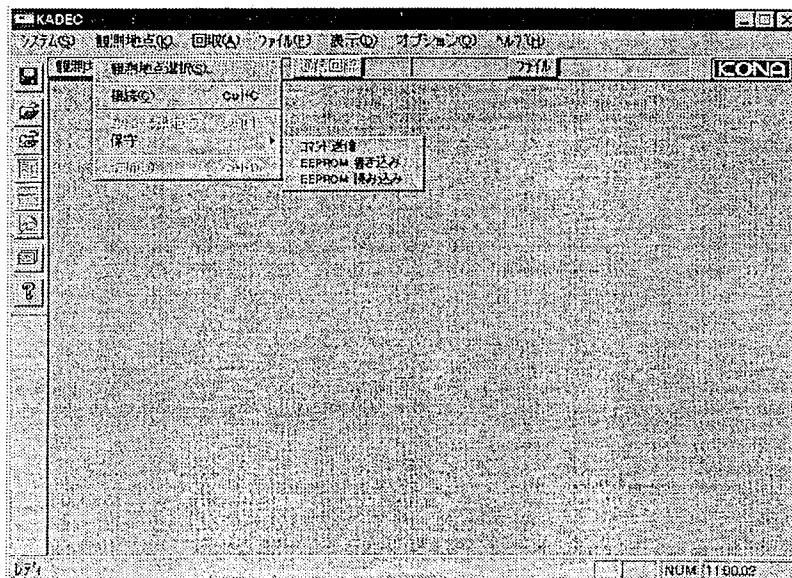 KADEC
システム(S) 観測地点(K) 回収(A) ファイル(F) 表示(D) オプション(O) ヘルプ(H)
ファイル KONA
観測地点選択(S)
接続(C) Ctrl+C
保守
コマンド送信
EEPROM 書き込み
EEPROM 読み込み
レディ NUM 11:00:02